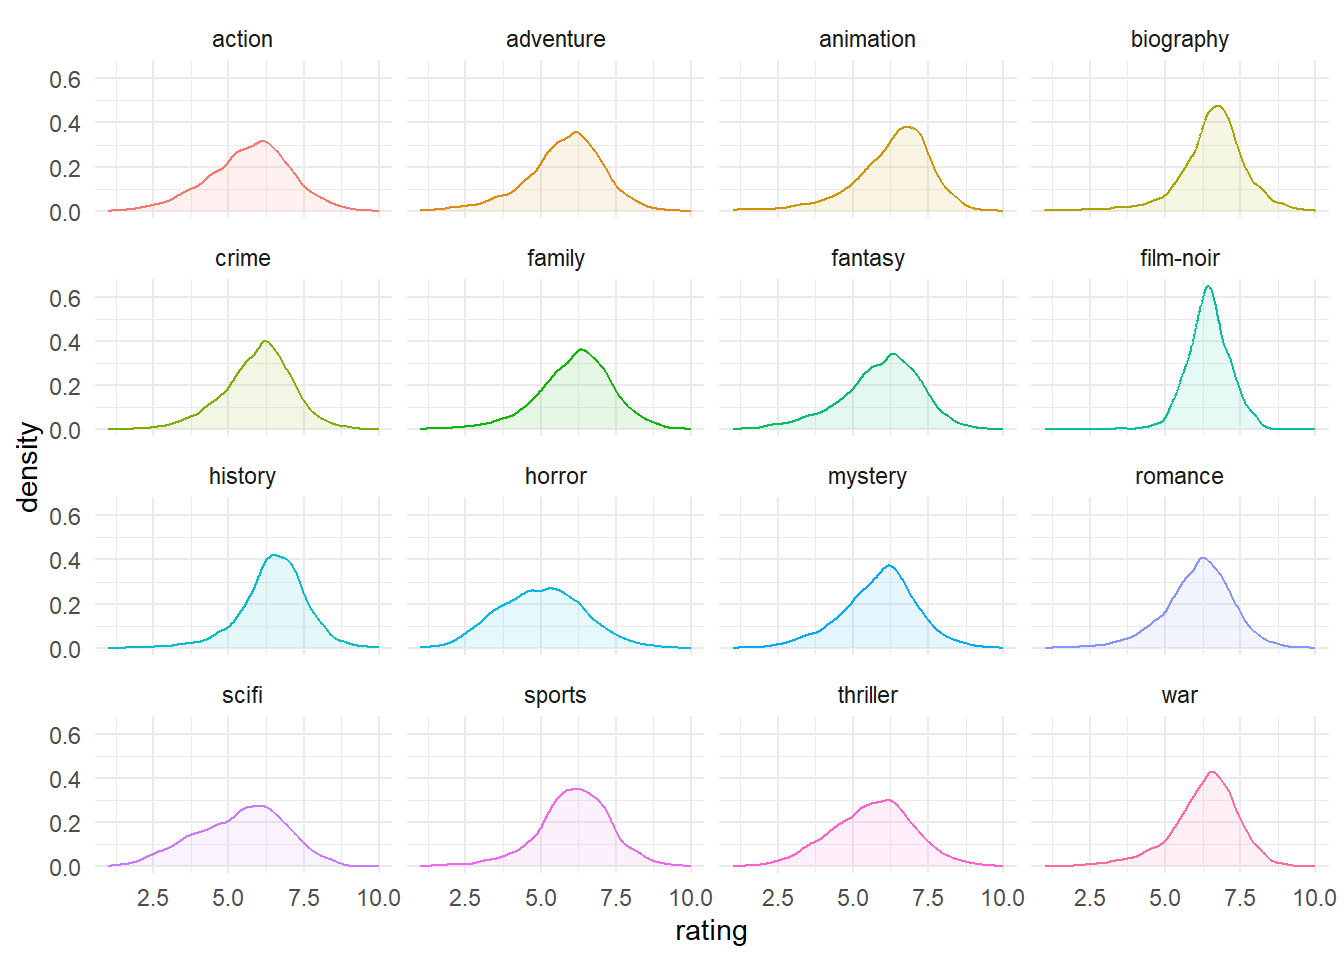 action adventure animation biography
0.6
0.4
0.2
0.0
crime family fantasy film-noir
0.6
0.4
0.2
0.0
history horror mystery romance
0.6
0.4
0.2
0.0
scifi sports thriller war
0.6
0.4
0.2
0.0
2.5 5.0 7.5 10.0 2.5 5.0 7.5 10.0 2.5 5.0 7.5 10.0 2.5 5.0 7.5 10.0
rating
density